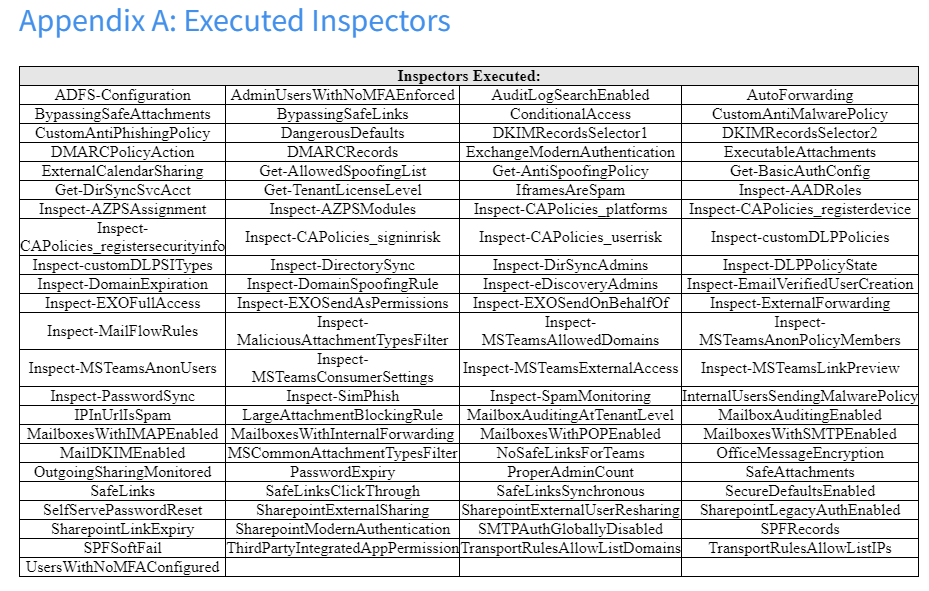 Appendix A: Executed Inspectors
Inspectors Executed:
ADFS-Configuration AdminUsersWithNoMFAEnforced AuditLogSearchEnabled AutoForwarding
BypassingSafeAttachments BypassingSafeLinks ConditionalAccess CustomAntiMalwarePolicy
CustomAntiPhishingPolicy DangerousDefaults DKIMRecordsSelector1 DKIMRecordsSelector2
DMARCPolicyAction DMARCRecords ExchangeModernAuthentication ExecutableAttachments
ExternalCalendarSharing Get-AllowedSpoofingList Get-AntiSpoofingPolicy Get-BasicAuthConfig
Get-DirSyncSvcAcct Get-TenantLicenseLevel IframesAreSpam Inspect-AADRoles
Inspect-AZPSAssignment Inspect-AZPSModules Inspect-CAPolicies_platforms Inspect-CAPolicies_registerdevice
Inspect-
CAPolicies_registersecurityinfo Inspect-CAPolicies_signinrisk Inspect-CAPolicies_userrisk Inspect-customDLPPolicies
Inspect-customDLPSITypes Inspect-DirectorySync Inspect-DirSyncAdmins Inspect-DLPPolicyState
Inspect-DomainExpiration Inspect-DomainSpoofingRule Inspect-eDiscoveryAdmins Inspect-EmailVerifiedUserCreation
Inspect-EXOFullAccess Inspect-EXOSendAsPermissions Inspect-EXOSendOnBehalfOf Inspect-ExternalForwarding
Inspect-MailFlowRules Inspect- Inspect- Inspect-
MaliciousAttachmentTypesFilter MSTeamsAllowedDomains MSTeamsAnonPolicyMembers
Inspect-MSTeamsAnonUsers Inspect- Inspect-MSTeamsExternalAccess Inspect-MSTeamsLinkPreview
MSTeamsConsumerSettings
Inspect-PasswordSync Inspect-SimPhish Inspect-SpamMonitoring InternalUsersSendingMalwarePolicy
IPInUrlIsSpam LargeAttachmentBlockingRule MailboxAuditingAtTenantLevel MailboxAuditingEnabled
MailboxesWithIMAPEnabled MailboxesWithInternalForwarding MailboxesWithPOPEnabled MailboxesWithSMTPEnabled
MailDKIMEnabled MSCommonAttachmentTypesFilter NoSafeLinksForTeams OfficeMessageEncryption
OutgoingSharingMonitored PasswordExpiry ProperAdminCount SafeAttachments
SafeLinks SafeLinksClickThrough SafeLinksSynchronous SecureDefaultsEnabled
SelfServePasswordReset SharepointExternalSharing SharepointExternalUserResharing SharepointLegacyAuthEnabled
SharepointLinkExpiry SharepointModernAuthentication SMTPAuthGloballyDisabled SPFRecords
SPFSoftFail ThirdPartyIntegratedAppPermission TransportRulesAllowListDomains TransportRulesAllowListIPs
UsersWithNoMFAConfigured